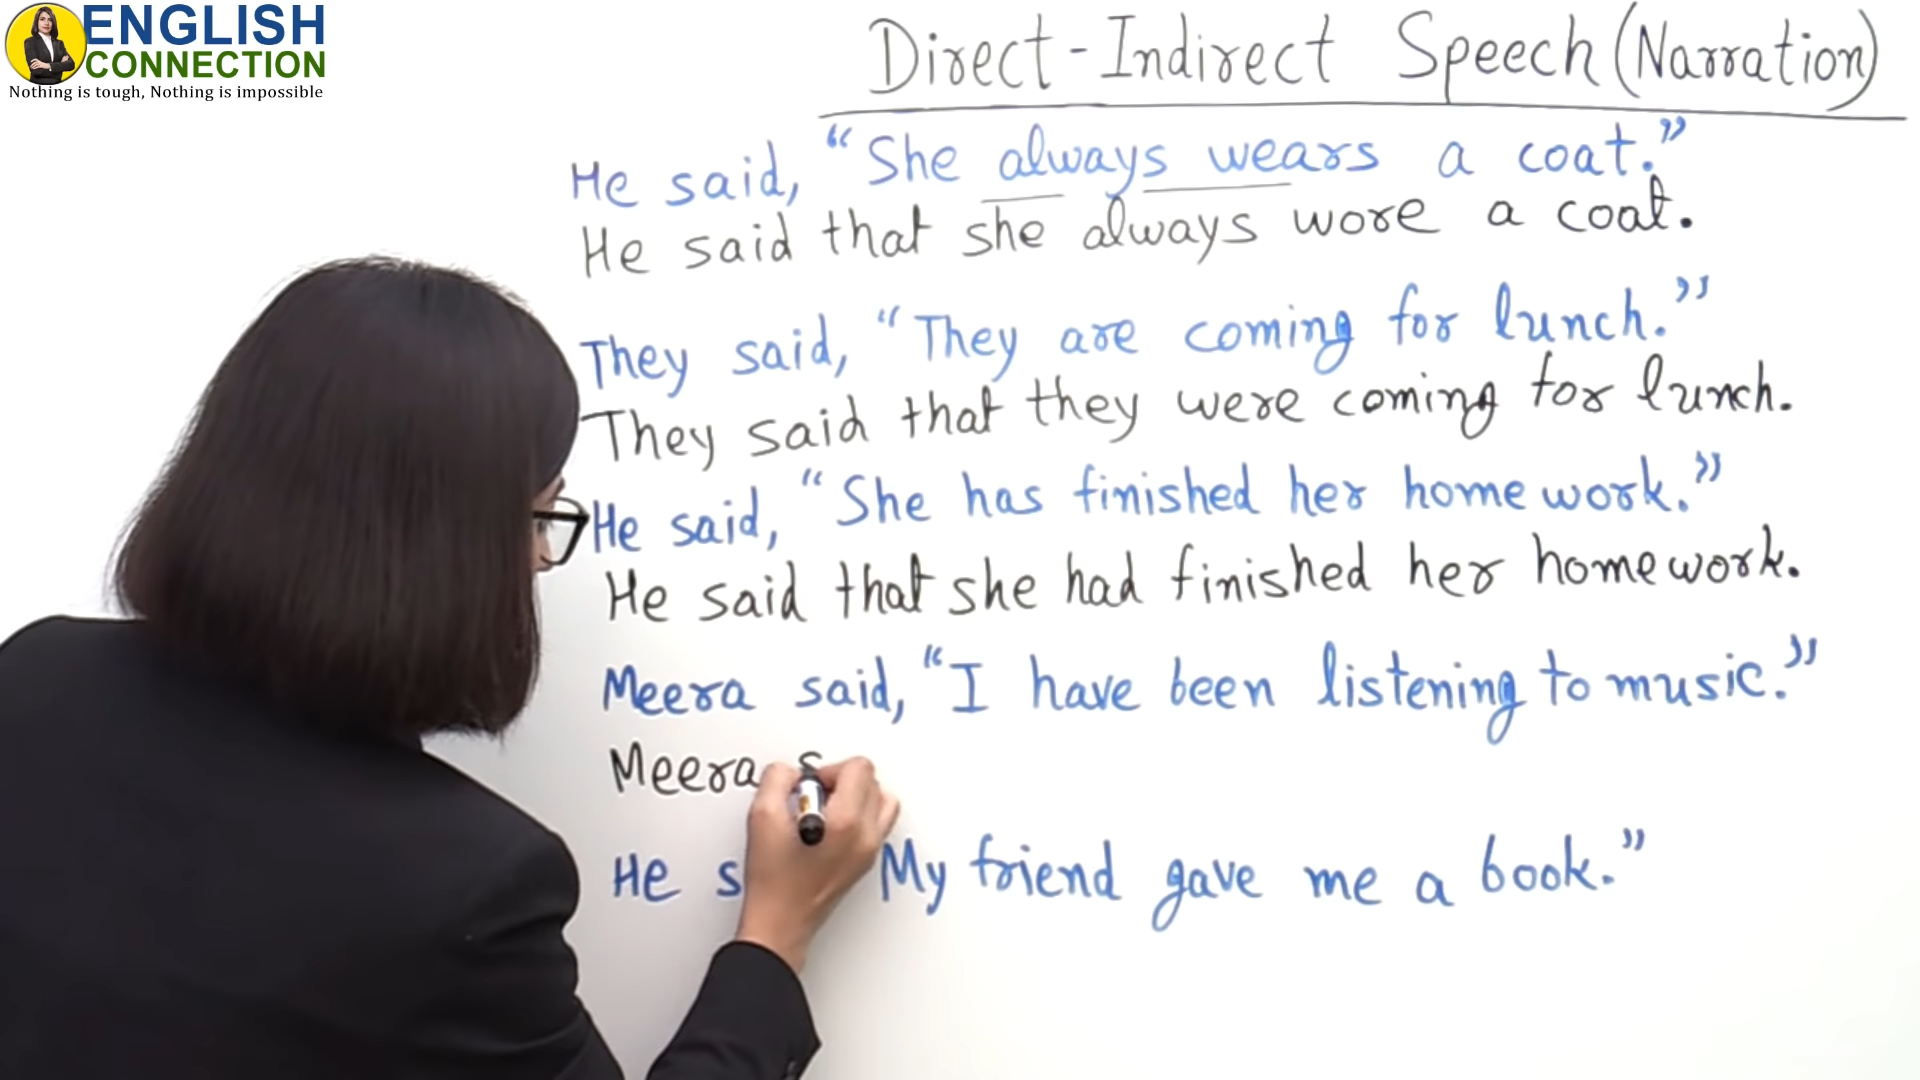 ENGLISH
CONNECTION
Nothing is tough, Nothing is impossible
Direct-Indirect Speech (Narration)
He said, “She always wears a coat.”
He said that she always wore a coat.
They said, “They are coming for lunch.”
They said that they were coming for lunch.
He said, “She has finished her homework.”
He said that she had finished her homework.
Meera said, “I have been listening to music.”
Meera s
He s My friend gave me a book.”